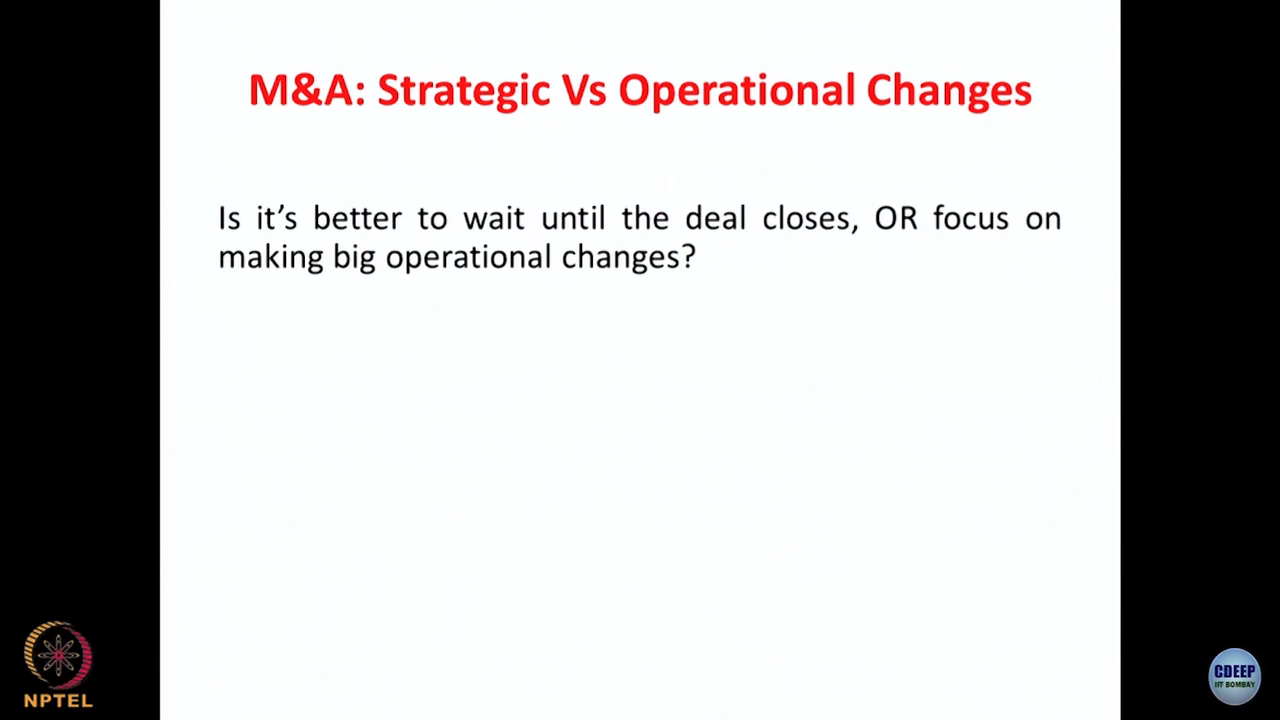 M&A: Strategic Vs Operational Changes
Is it’s better to wait until the deal closes, OR focus on
making big operational changes?
NPTEL
CDEEP
IIT BOMBAY